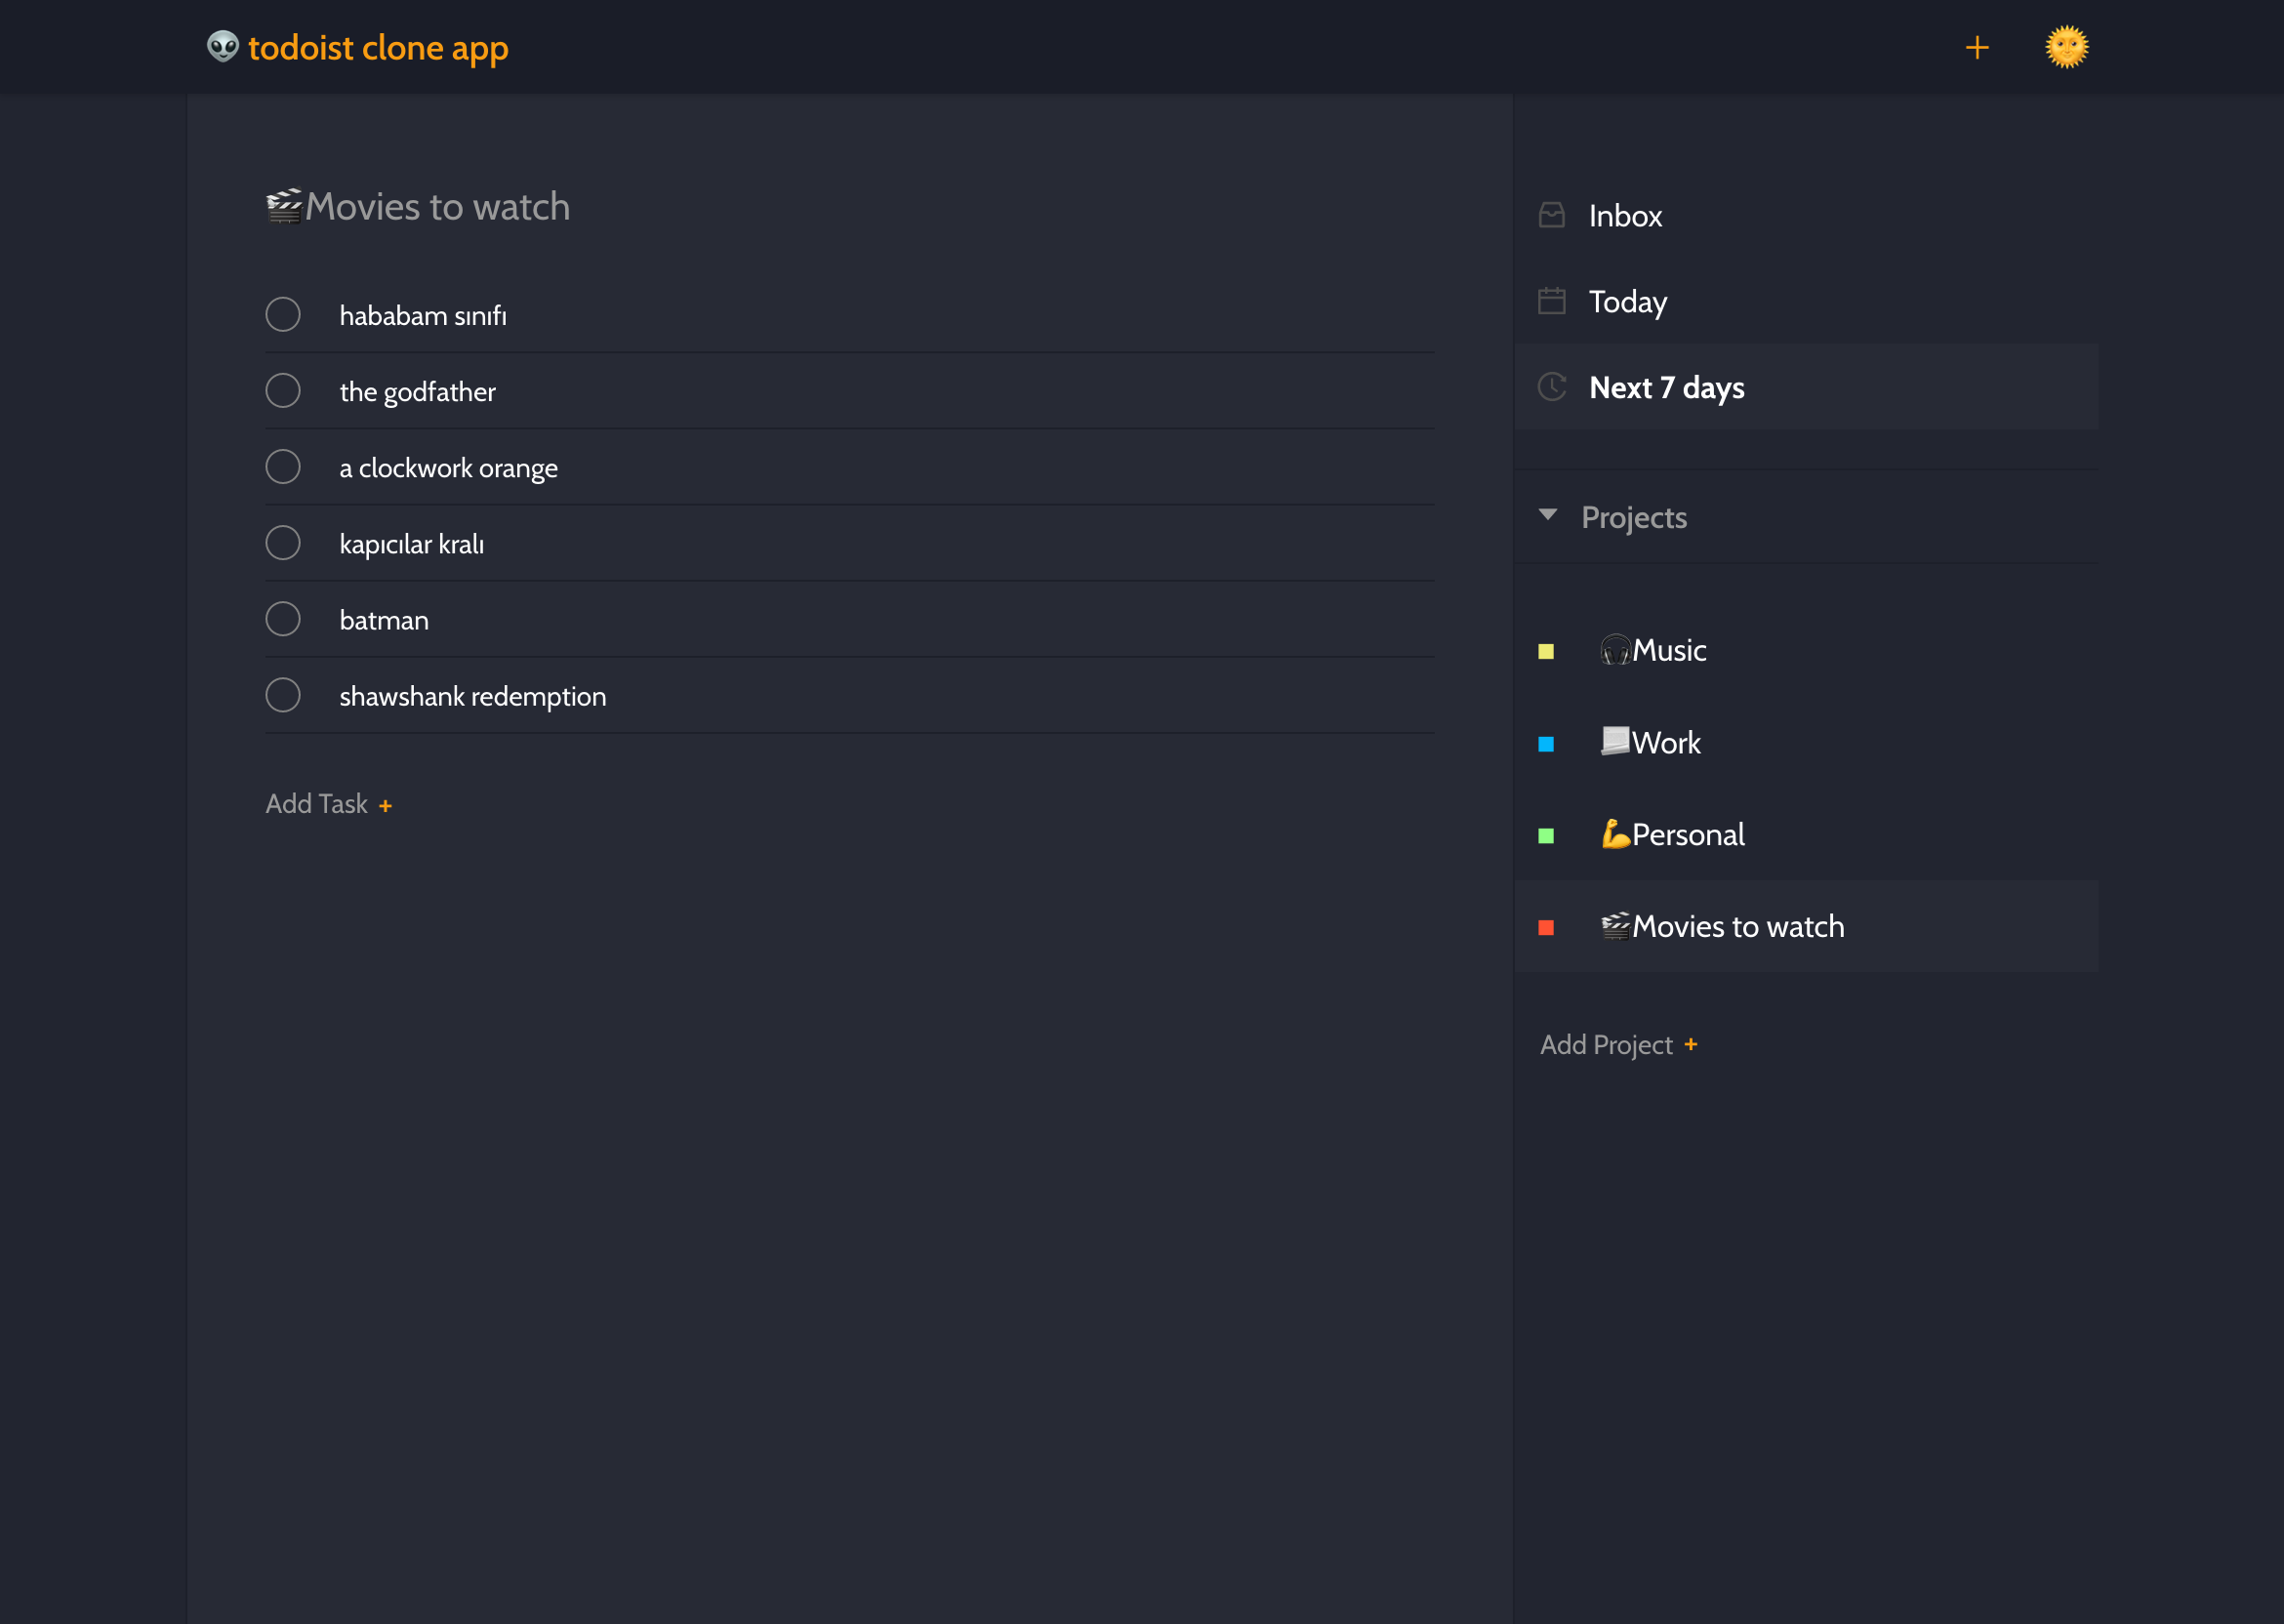 👽 todoist clone app
+ 🌞
🎬Movies to watch
hababam sınıfı
the godfather
a clockwork orange
kapıcılar kralı
batman
shawshank redemption
Add Task +
Inbox
Today
Next 7 days
Projects
🎧Music
💻Work
💪Personal
🎬Movies to watch
Add Project +